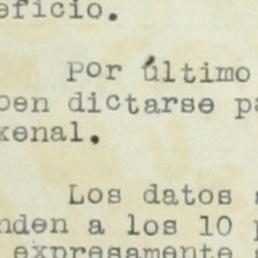 eficio.
Por último
ben dictarse pa
xenal.
Los datos s
nden a los 10 p
expresamente